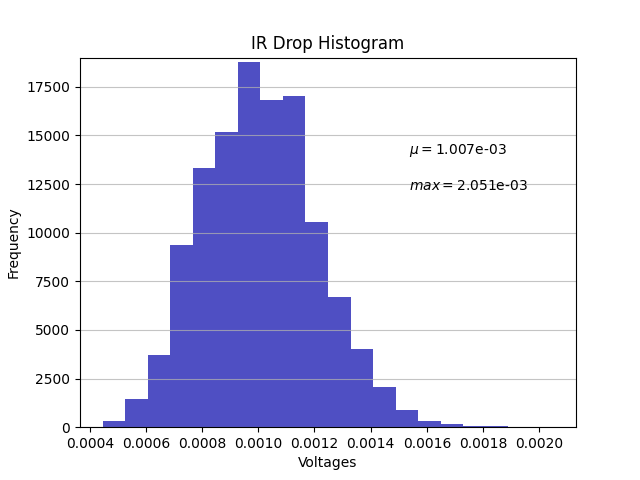 IR Drop Histogram
Frequency
17500
15000
12500
10000
7500
5000
2500
0
μ = 1.007e-03
max = 2.051e-03
0.0004 0.0006 0.0008 0.0010 0.0012 0.0014 0.0016 0.0018 0.0020
Voltages